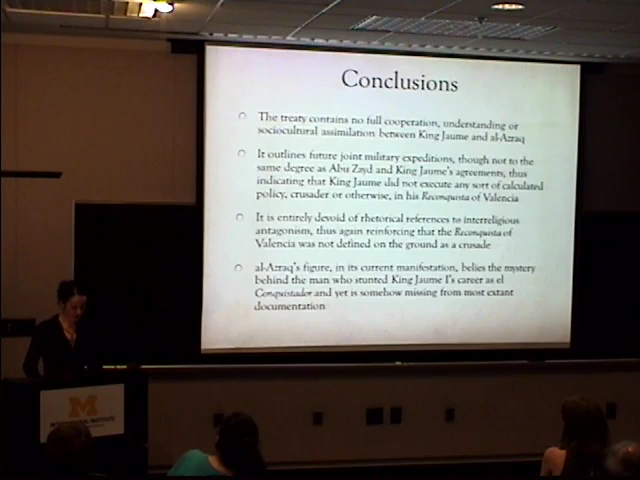 Conclusions
The treaty contains no full cooperation, understanding or
sociocultural assimilation between King Jaume and al-Azraq
It outlines future joint military expeditions, though not to the
same degree as Abu Zayd and King Jaume's agreements, thus
indicating that King Jaume did not execute any sort of calculated
policy, crusader or otherwise, in his Reconquista of Valencia
It is entirely devoid of rhetorical references to interreligious
antagonism, thus again reinforcing that the Reconquista of
Valencia was not defined on the ground as a crusade
al-Azraq's figure, in its current manifestation, belies the mystery
behind the man who stunted King Jaume I's career as el
Conquistador and yet is somehow missing from most extant
documentation
M
INTERNATIONAL INSTITUTE